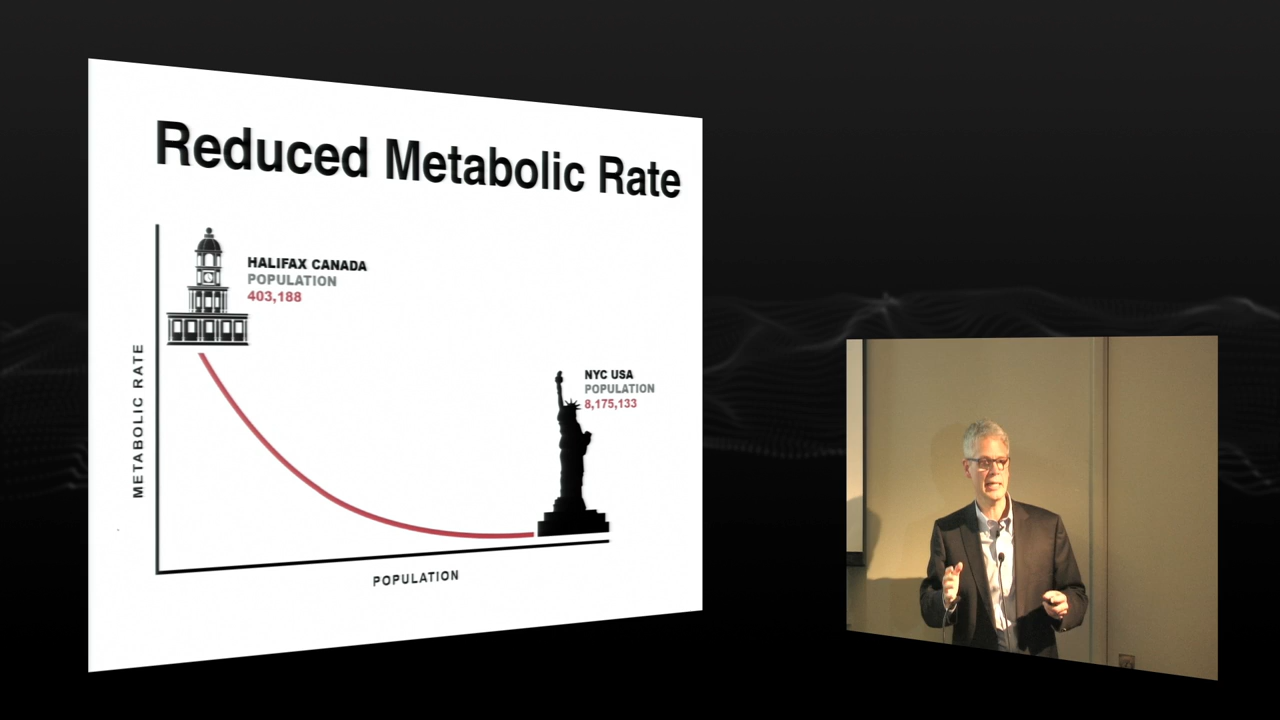 Reduced Metabolic Rate
HALIFAX CANADA
POPULATION
403,188
NYC USA
POPULATION
8,175,133
METABOLIC RATE
POPULATION